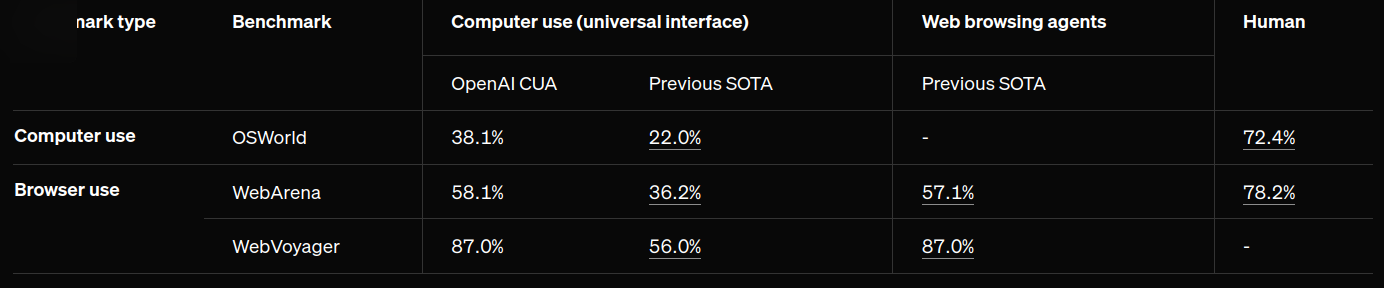 mark type Benchmark Computer use (universal interface) Web browsing agents Human
OpenAI CUA Previous SOTA Previous SOTA
Computer use OSWorld 38.1% 22.0% - 72.4%
Browser use WebArena 58.1% 36.2% 57.1% 78.2%
WebVoyager 87.0% 56.0% 87.0% -